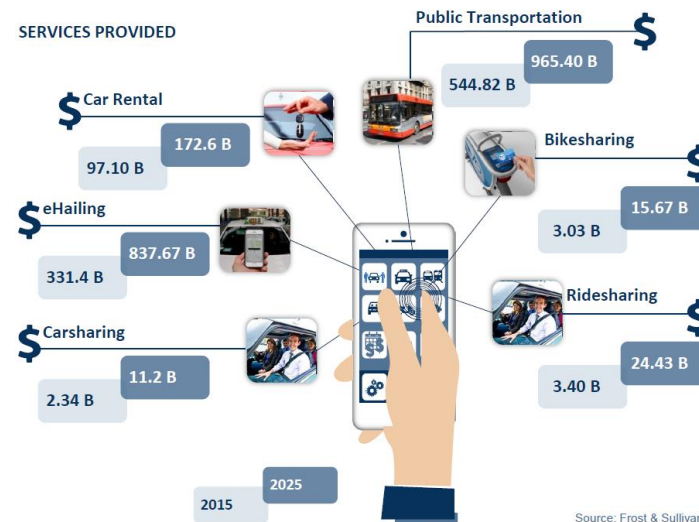 SERVICES PROVIDED
Public Transportation
$
544.82 B
965.40 B
$ Car Rental
97.10 B
172.6 B
Bikesharing
$
3.03 B
15.67 B
eHailing
$
331.4 B
837.67 B
Ridesharing
$
3.40 B
24.43 B
Carsharing
$
2.34 B
11.2 B
2015
2025
Source: Frost & Sullivan